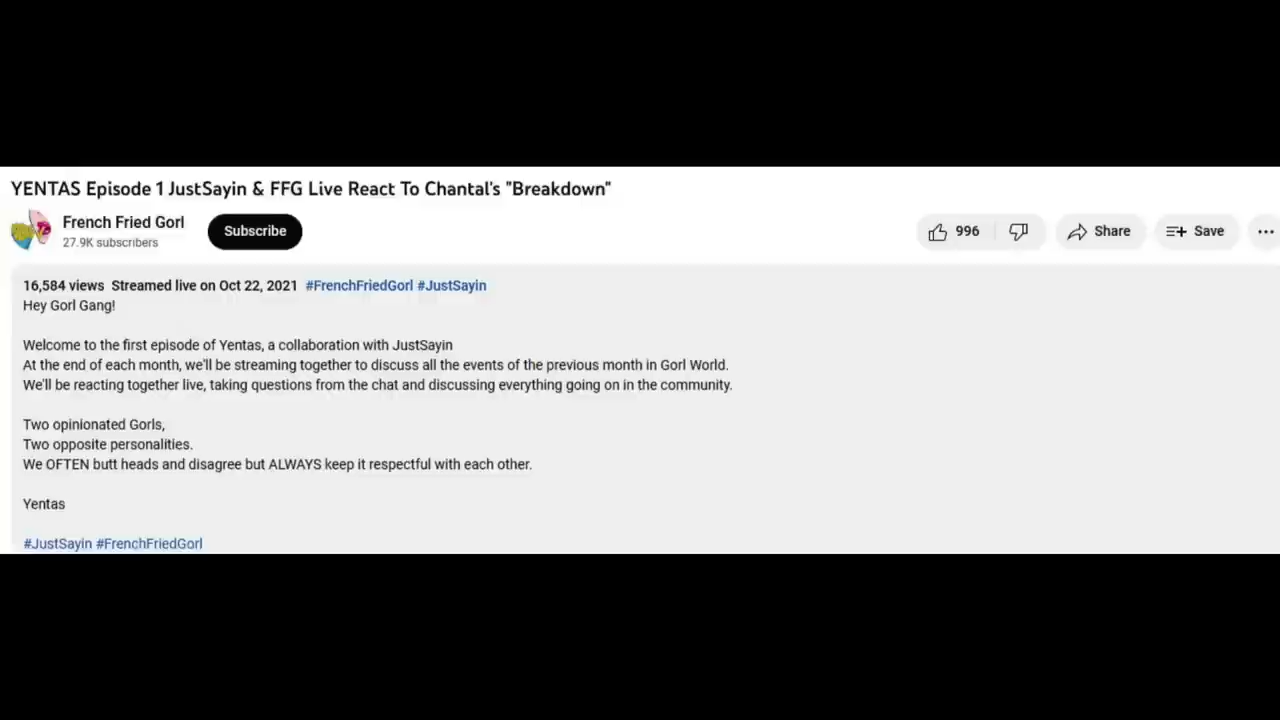 YENTAS Episode 1 JustSayin & FFG Live React To Chantal's "Breakdown"
French Fried Gorl
27.9K subscribers
Subscribe
996
Share
Save
16,584 views Streamed live on Oct 22, 2021 #FrenchFriedGorl #JustSayin
Hey Gorl Gang!
Welcome to the first episode of Yentas, a collaboration with JustSayin
At the end of each month, we'll be streaming together to discuss all the events of the previous month in Gorl World.
We'll be reacting together live, taking questions from the chat and discussing everything going on in the community.
Two opinionated Gorls,
Two opposite personalities.
We OFTEN butt heads and disagree but ALWAYS keep it respectful with each other.
Yentas
#JustSayin #FrenchFriedGorl